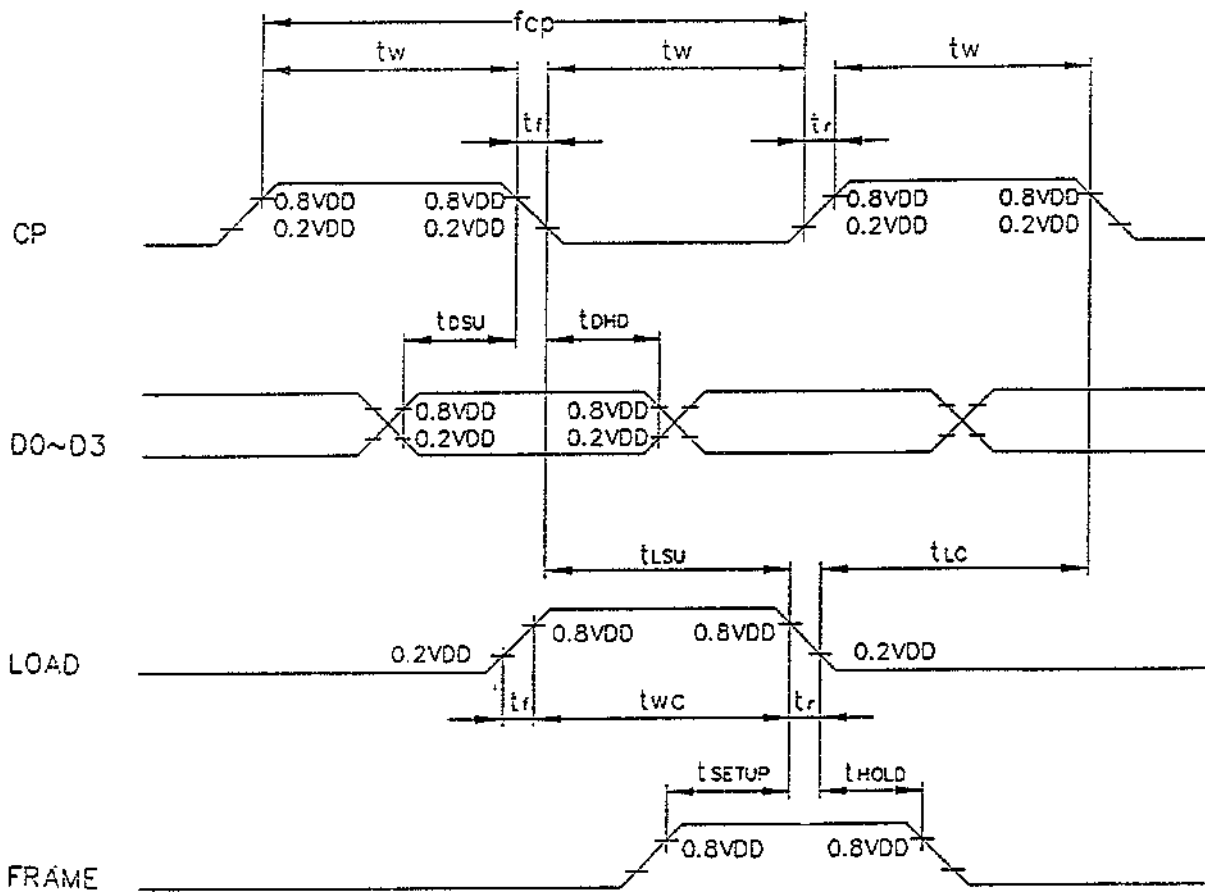 fcp
tw tw tw
tf tr
CP
0.8VDD 0.8VDD 0.8VDD 0.8VDD
0.2VDD 0.2VDD 0.2VDD 0.2VDD
tDSU tDHD
D0~D3
0.8VDD 0.8VDD
0.2VDD 0.2VDD
tLSU tLC
LOAD
0.2VDD 0.8VDD 0.8VDD 0.2VDD
tf twc tr
tSETUP tHOLD
FRAME
0.8VDD 0.8VDD